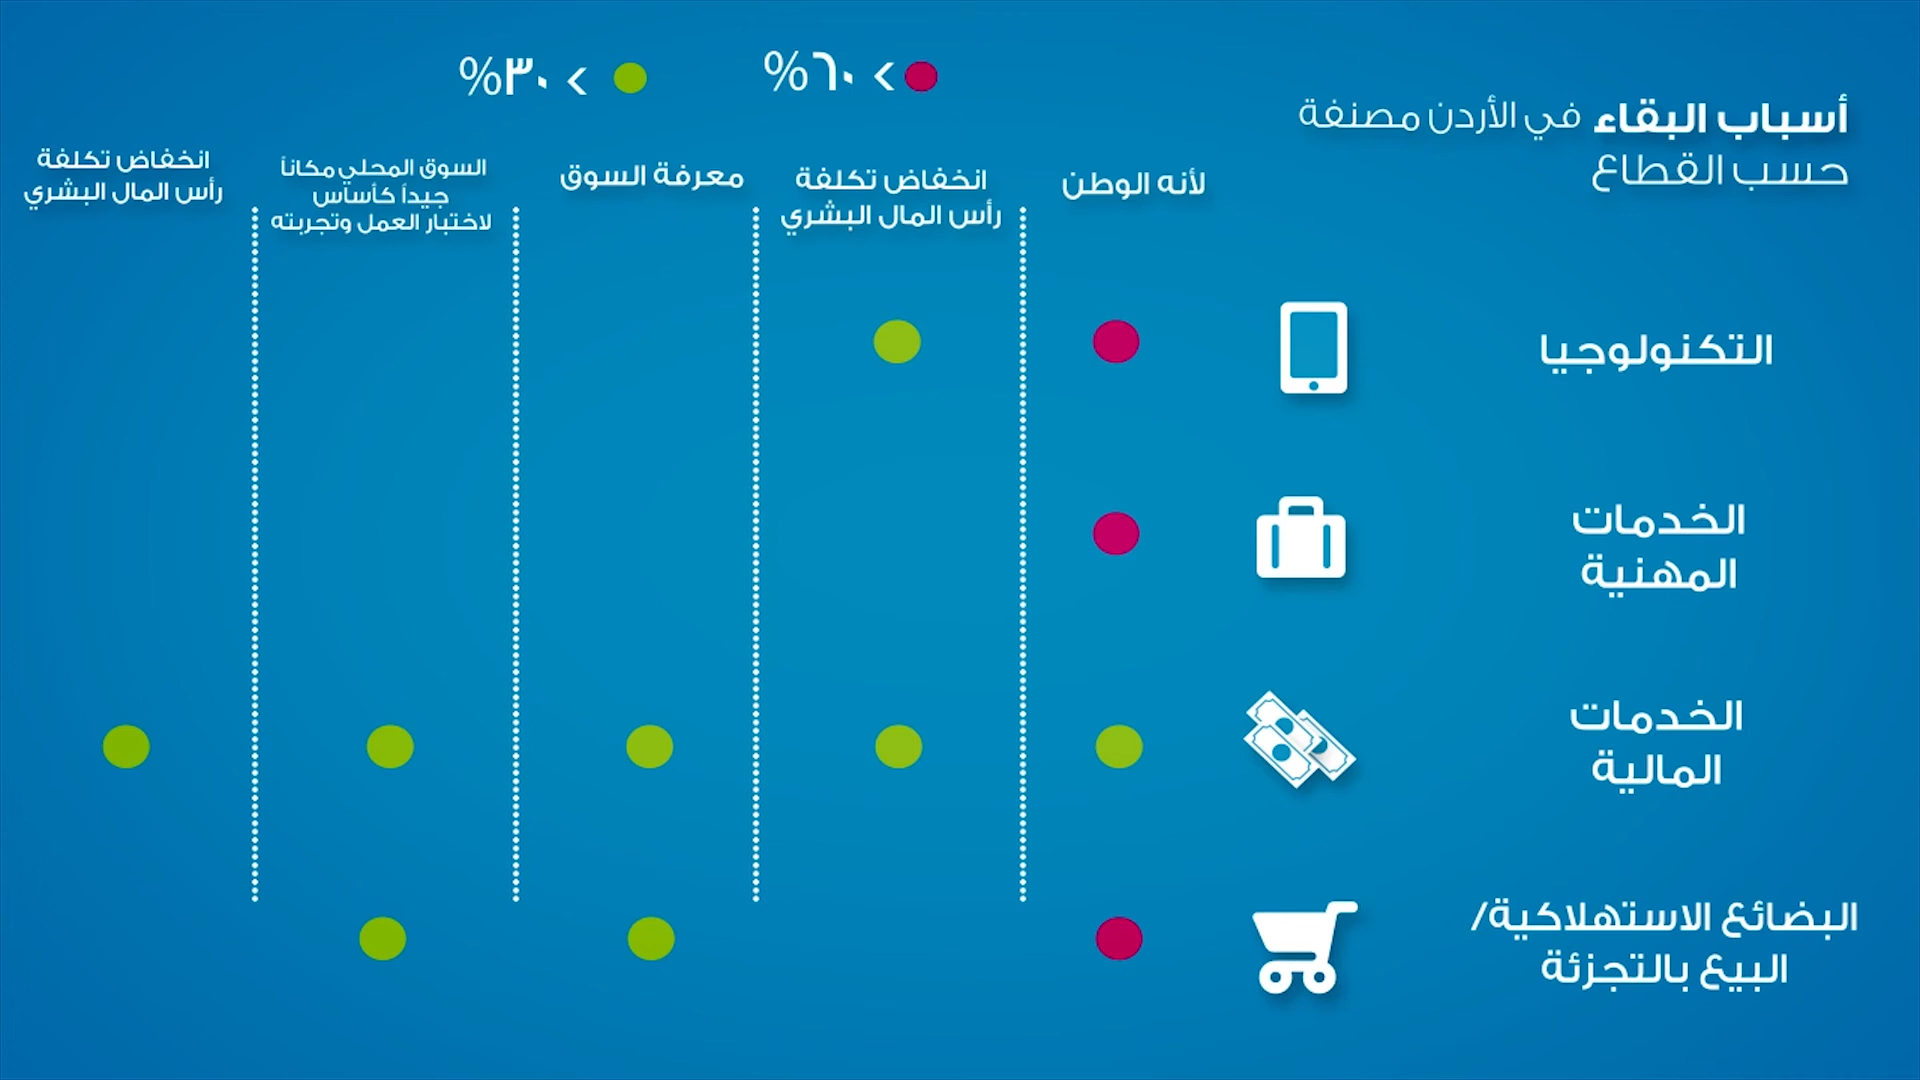 أسباب البقاء في الأردن مصنفة
حسب القطاع
> ٦٠%
> ٣٠%
لأنه الوطن
انخفاض تكلفة
رأس المال البشري
معرفة السوق
السوق المحلي مكاناً
جيداً كأساس
لاختبار العمل وتجربته
انخفاض تكلفة
رأس المال البشري
التكنولوجيا
الخدمات
المهنية
الخدمات
المالية
البضائع الاستهلاكية/
البيع بالتجزئة